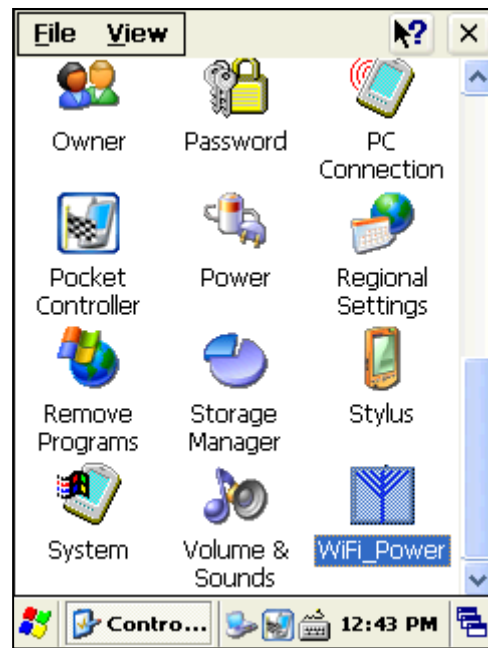 File View ?
Owner Password PC
Connection
Pocket Power Regional
Controller Settings
Remove Storage Stylus
Programs Manager
System Volume & WiFi_Power
Sounds
Contro... 12:43 PM